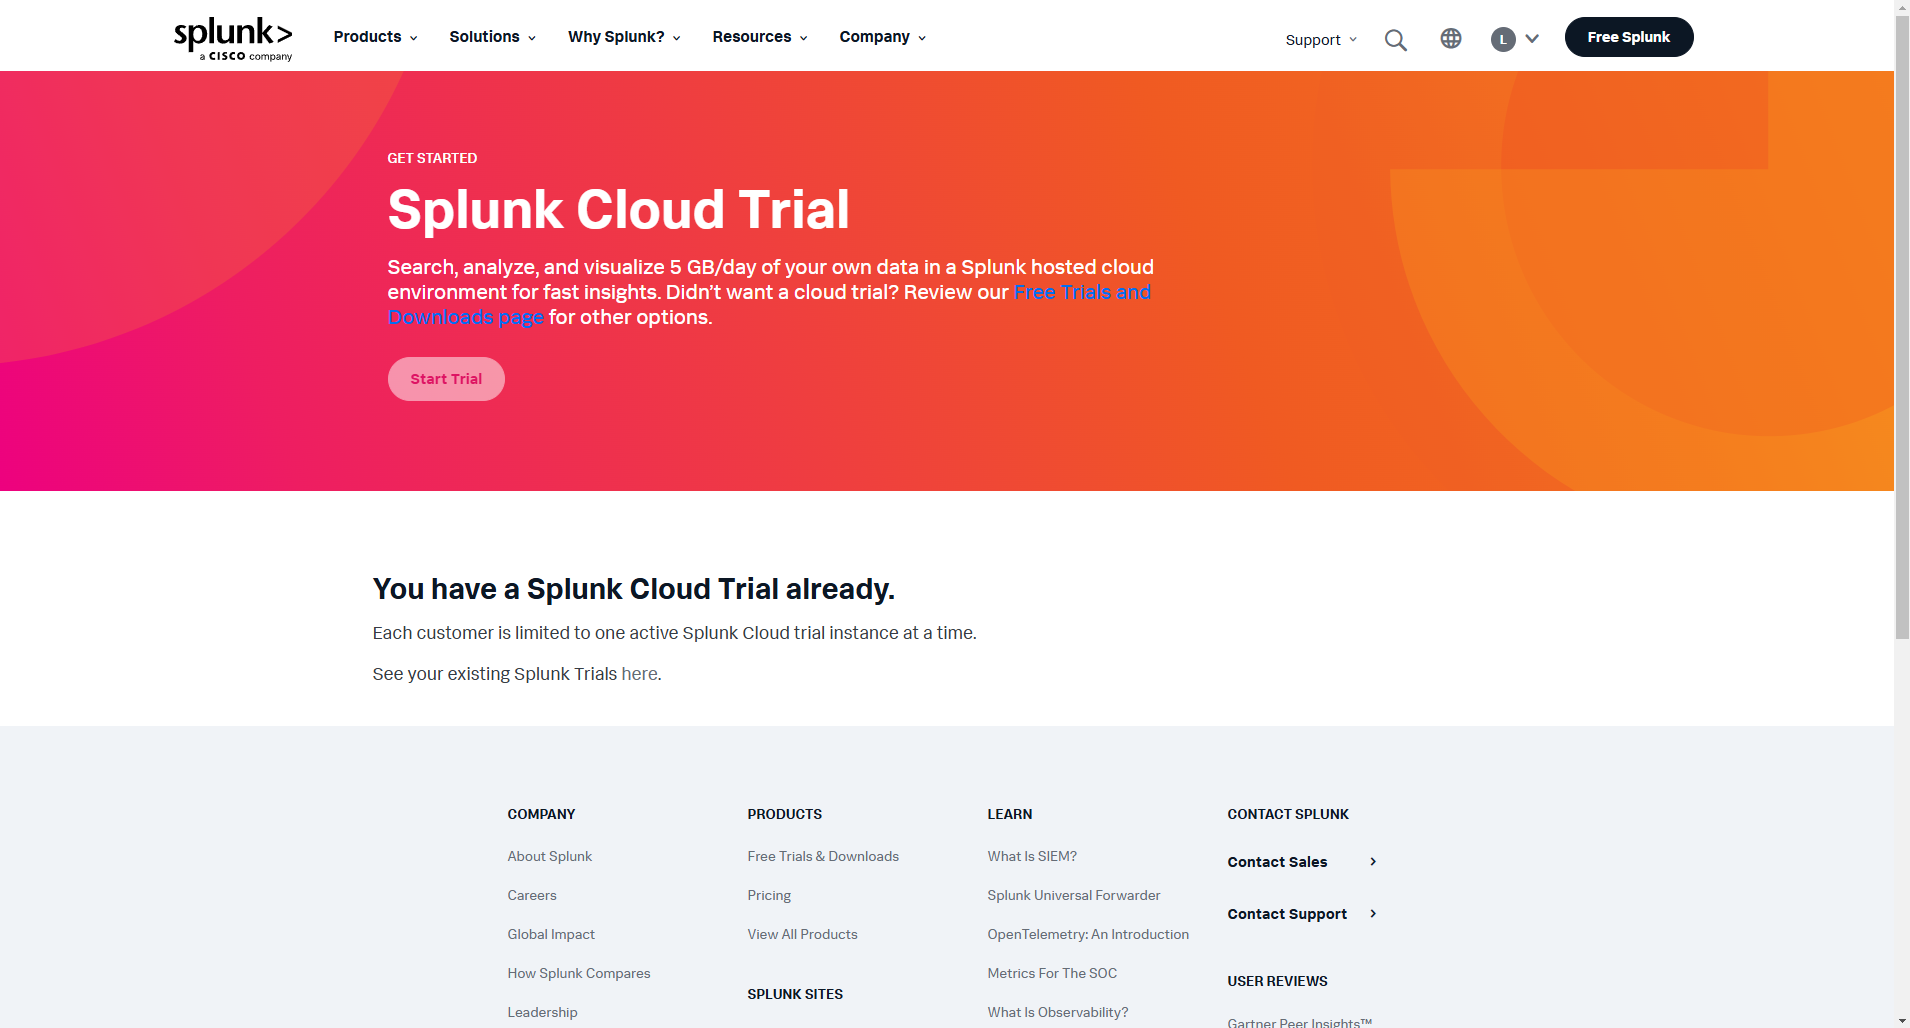 splunk>
a CISCO company
Products
Solutions
Why Splunk?
Resources
Company
Support
L
Free Splunk
GET STARTED
Splunk Cloud Trial
Search, analyze, and visualize 5 GB/day of your own data in a Splunk hosted cloud
environment for fast insights. Didn't want a cloud trial? Review our Free Trials and
Downloads page for other options.
Start Trial
You have a Splunk Cloud Trial already.
Each customer is limited to one active Splunk Cloud trial instance at a time.
See your existing Splunk Trials here.
COMPANY
About Splunk
Careers
Global Impact
How Splunk Compares
Leadership
PRODUCTS
Free Trials & Downloads
Pricing
View All Products
SPLUNK SITES
LEARN
What Is SIEM?
Splunk Universal Forwarder
OpenTelemetry: An Introduction
Metrics For The SOC
What Is Observability?
CONTACT SPLUNK
Contact Sales
Contact Support
USER REVIEWS
Gartner Peer Insights™